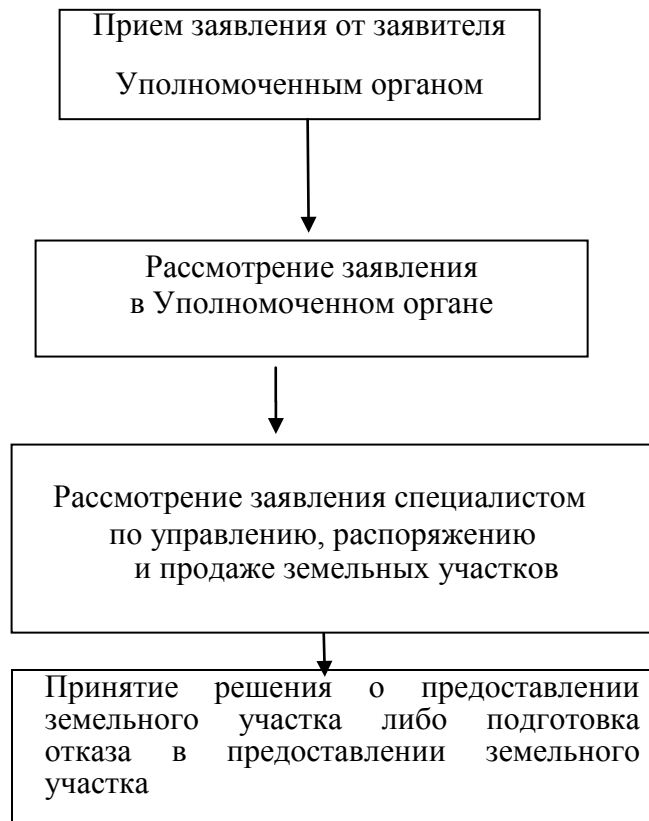 Прием заявления от заявителя
Уполномоченным органом
Рассмотрение заявления
в Уполномоченном органе
Рассмотрение заявления специалистом
по управлению, распоряжению
и продаже земельных участков
Принятие решения о предоставлении
земельного участка либо подготовка
отказа в предоставлении земельного
участка